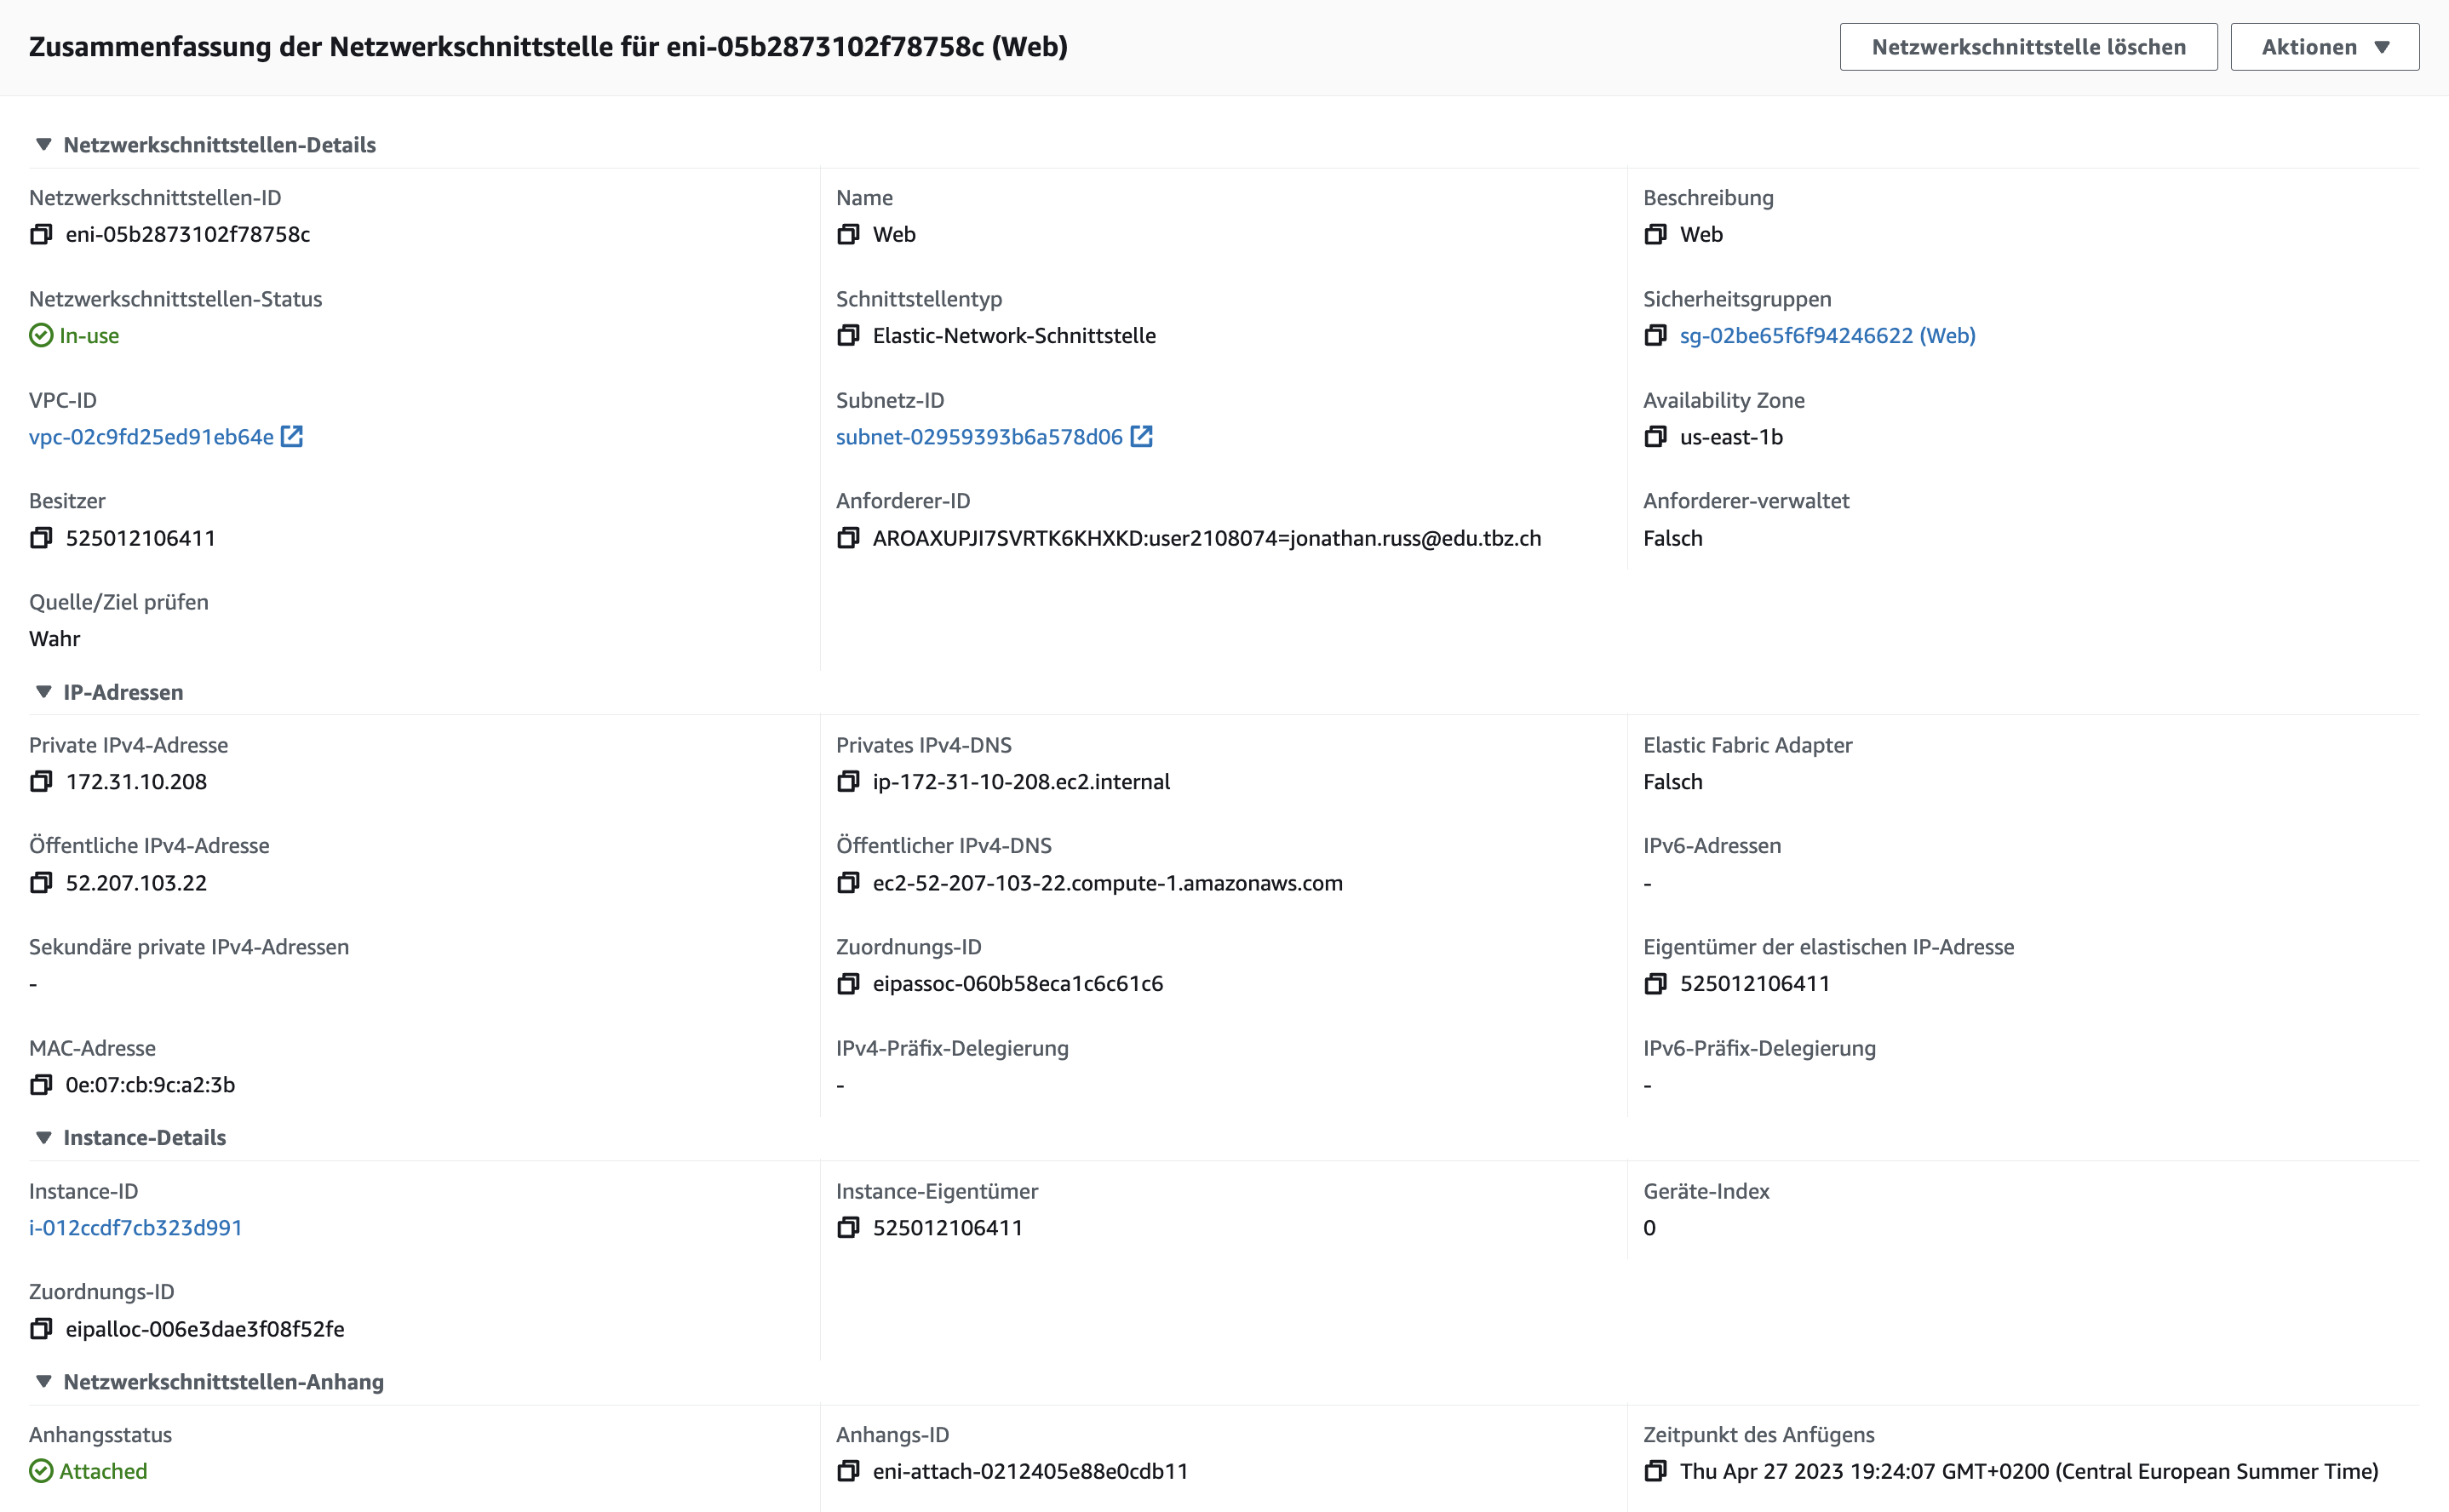 Zusammenfassung der Netzwerkschnittstelle für eni-05b2873102f78758c (Web)
Netzwerkschnittstelle löschen
Aktionen
Netzwerkschnittstellen-Details
Netzwerkschnittstellen-ID
eni-05b2873102f78758c
Name
Web
Beschreibung
Web
Netzwerkschnittstellen-Status
In-use
Schnittstellentyp
Elastic-Network-Schnittstelle
Sicherheitsgruppen
sg-02be65f6f94246622 (Web)
VPC-ID
vpc-02c9fd25ed91eb64e
Subnetz-ID
subnet-02959393b6a578d06
Availability Zone
us-east-1b
Besitzer
525012106411
Anforderer-ID
AROAXUPJI7SVRTK6KHXKD:user2108074=jonathan.russ@edu.tbz.ch
Anforderer-verwaltet
Falsch
Quelle/Ziel prüfen
Wahr
IP-Adressen
Private IPv4-Adresse
172.31.10.208
Privates IPv4-DNS
ip-172-31-10-208.ec2.internal
Elastic Fabric Adapter
Falsch
Öffentliche IPv4-Adresse
52.207.103.22
Öffentlicher IPv4-DNS
ec2-52-207-103-22.compute-1.amazonaws.com
IPv6-Adressen
-
Sekundäre private IPv4-Adressen
-
Zuordnungs-ID
eipassoc-060b58eca1c6c61c6
Eigentümer der elastischen IP-Adresse
525012106411
MAC-Adresse
0e:07:cb:9c:a2:3b
IPv4-Präfix-Delegierung
-
IPv6-Präfix-Delegierung
-
Instance-Details
Instance-ID
i-012ccdf7cb323d991
Instance-Eigentümer
525012106411
Geräte-Index
0
Zuordnungs-ID
eipalloc-006e3dae3f08f52fe
Netzwerkschnittstellen-Anhang
Anhangsstatus
Attached
Anhangs-ID
eni-attach-0212405e88e0cdb11
Zeitpunkt des Anfügens
Thu Apr 27 2023 19:24:07 GMT+0200 (Central European Summer Time)